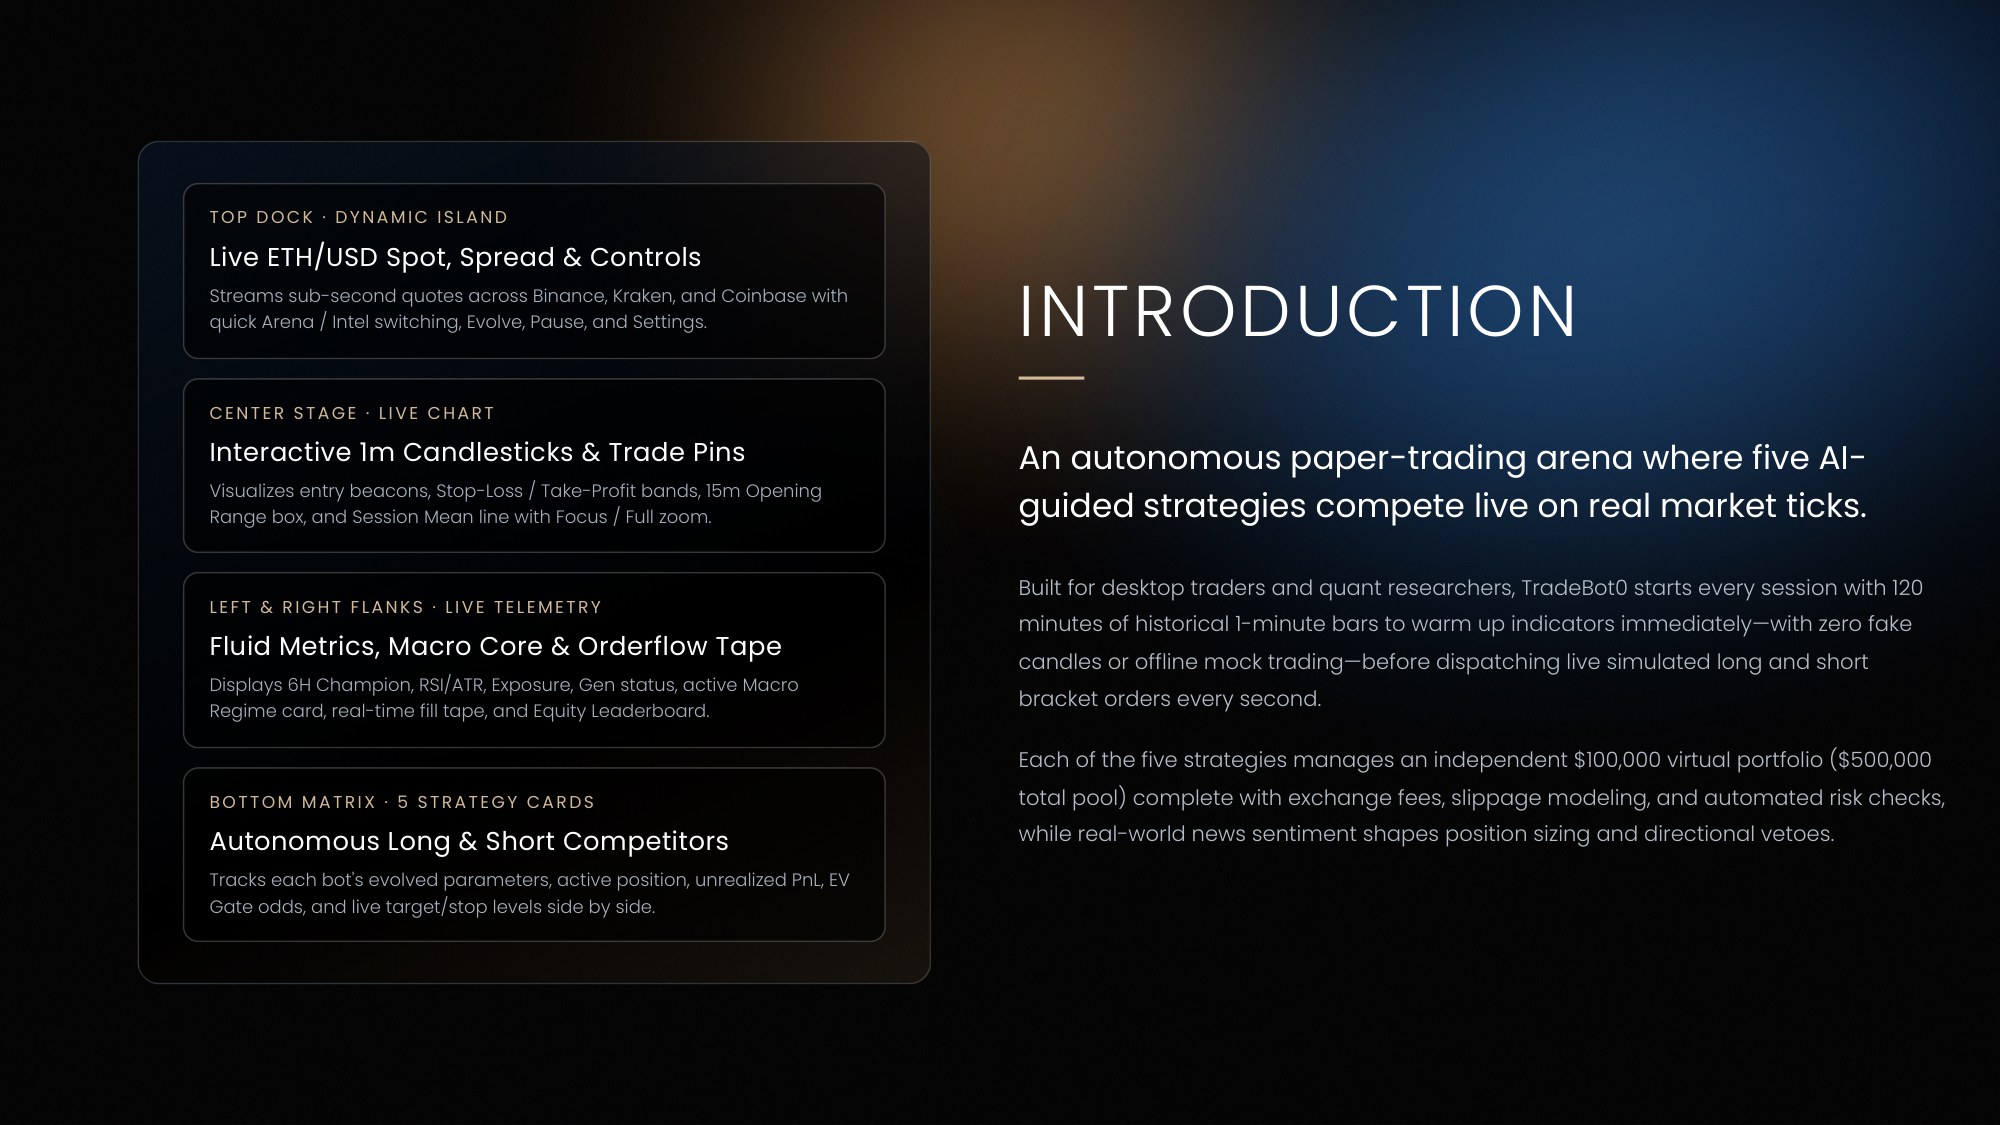 TOP DOCK · DYNAMIC ISLAND
Live ETH/USD Spot, Spread & Controls
Streams sub-second quotes across Binance, Kraken, and Coinbase with
quick Arena / Intel switching, Evolve, Pause, and Settings.
CENTER STAGE · LIVE CHART
Interactive 1m Candlesticks & Trade Pins
Visualizes entry beacons, Stop-Loss / Take-Profit bands, 15m Opening
Range box, and Session Mean line with Focus / Full zoom.
LEFT & RIGHT FLANKS · LIVE TELEMETRY
Fluid Metrics, Macro Core & Orderflow Tape
Displays 6H Champion, RSI/ATR, Exposure, Gen status, active Macro
Regime card, real-time fill tape, and Equity Leaderboard.
BOTTOM MATRIX · 5 STRATEGY CARDS
Autonomous Long & Short Competitors
Tracks each bot's evolved parameters, active position, unrealized PnL, EV
Gate odds, and live target/stop levels side by side.
INTRODUCTION
An autonomous paper-trading arena where five AI-
guided strategies compete live on real market ticks.
Built for desktop traders and quant researchers, TradeBot0 starts every session with 120
minutes of historical 1-minute bars to warm up indicators immediately—with zero fake
candles or offline mock trading—before dispatching live simulated long and short
bracket orders every second.
Each of the five strategies manages an independent $100,000 virtual portfolio ($500,000
total pool) complete with exchange fees, slippage modeling, and automated risk checks,
while real-world news sentiment shapes position sizing and directional vetoes.